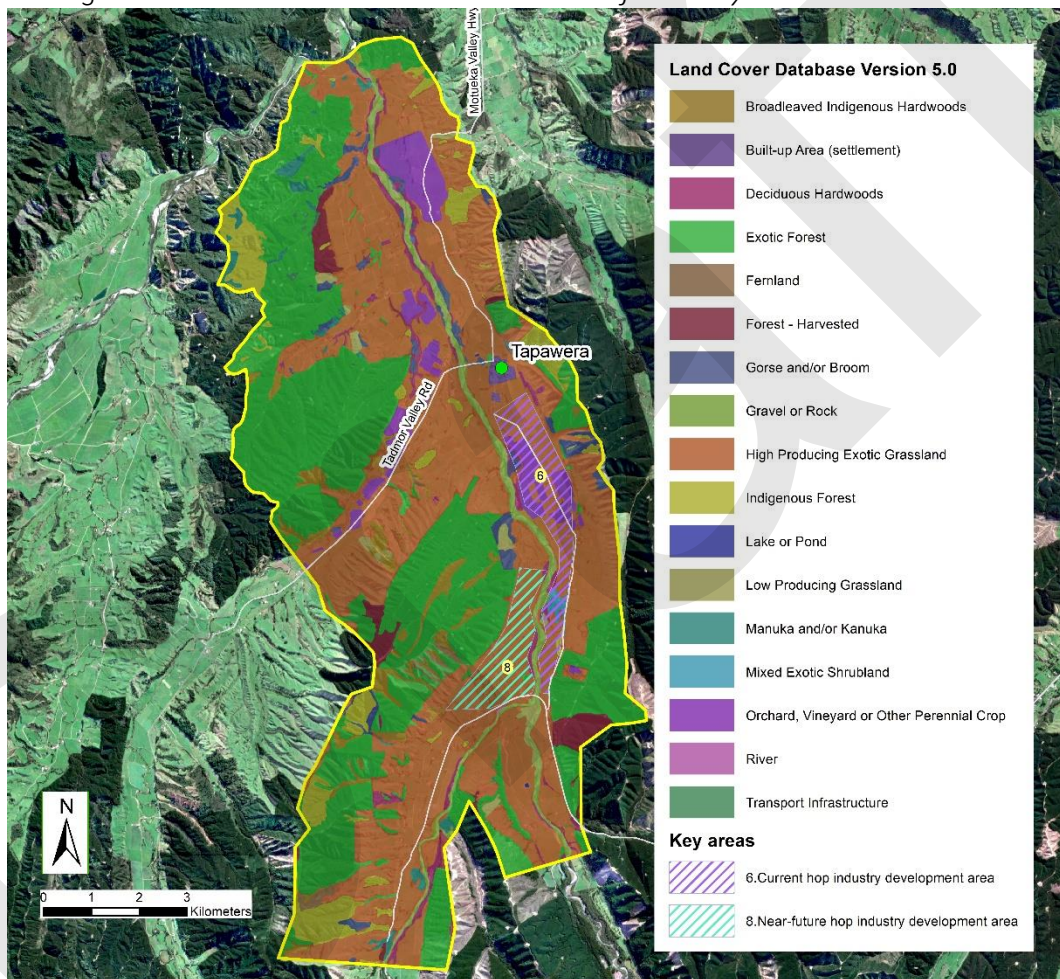 Motueka Valley Hwy
Tapawera
Tadmor Valley Rd
6
8
N
0 1 2 3
Kilometers
Land Cover Database Version 5.0
Broadleaved Indigenous Hardwoods
Built-up Area (settlement)
Deciduous Hardwoods
Exotic Forest
Fernland
Forest - Harvested
Gorse and/or Broom
Gravel or Rock
High Producing Exotic Grassland
Indigenous Forest
Lake or Pond
Low Producing Grassland
Manuka and/or Kanuka
Mixed Exotic Shrubland
Orchard, Vineyard or Other Perennial Crop
River
Transport Infrastructure
Key areas
6.Current hop industry development area
8.Near-future hop industry development area